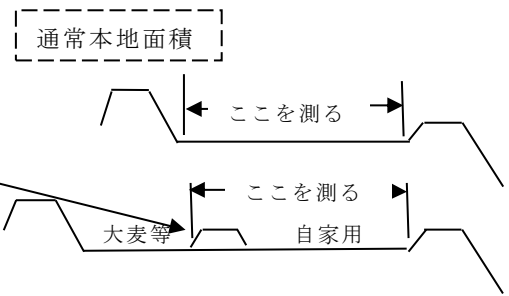 通常本地面積
ここを測る
ここを測る
大麦等
自家用